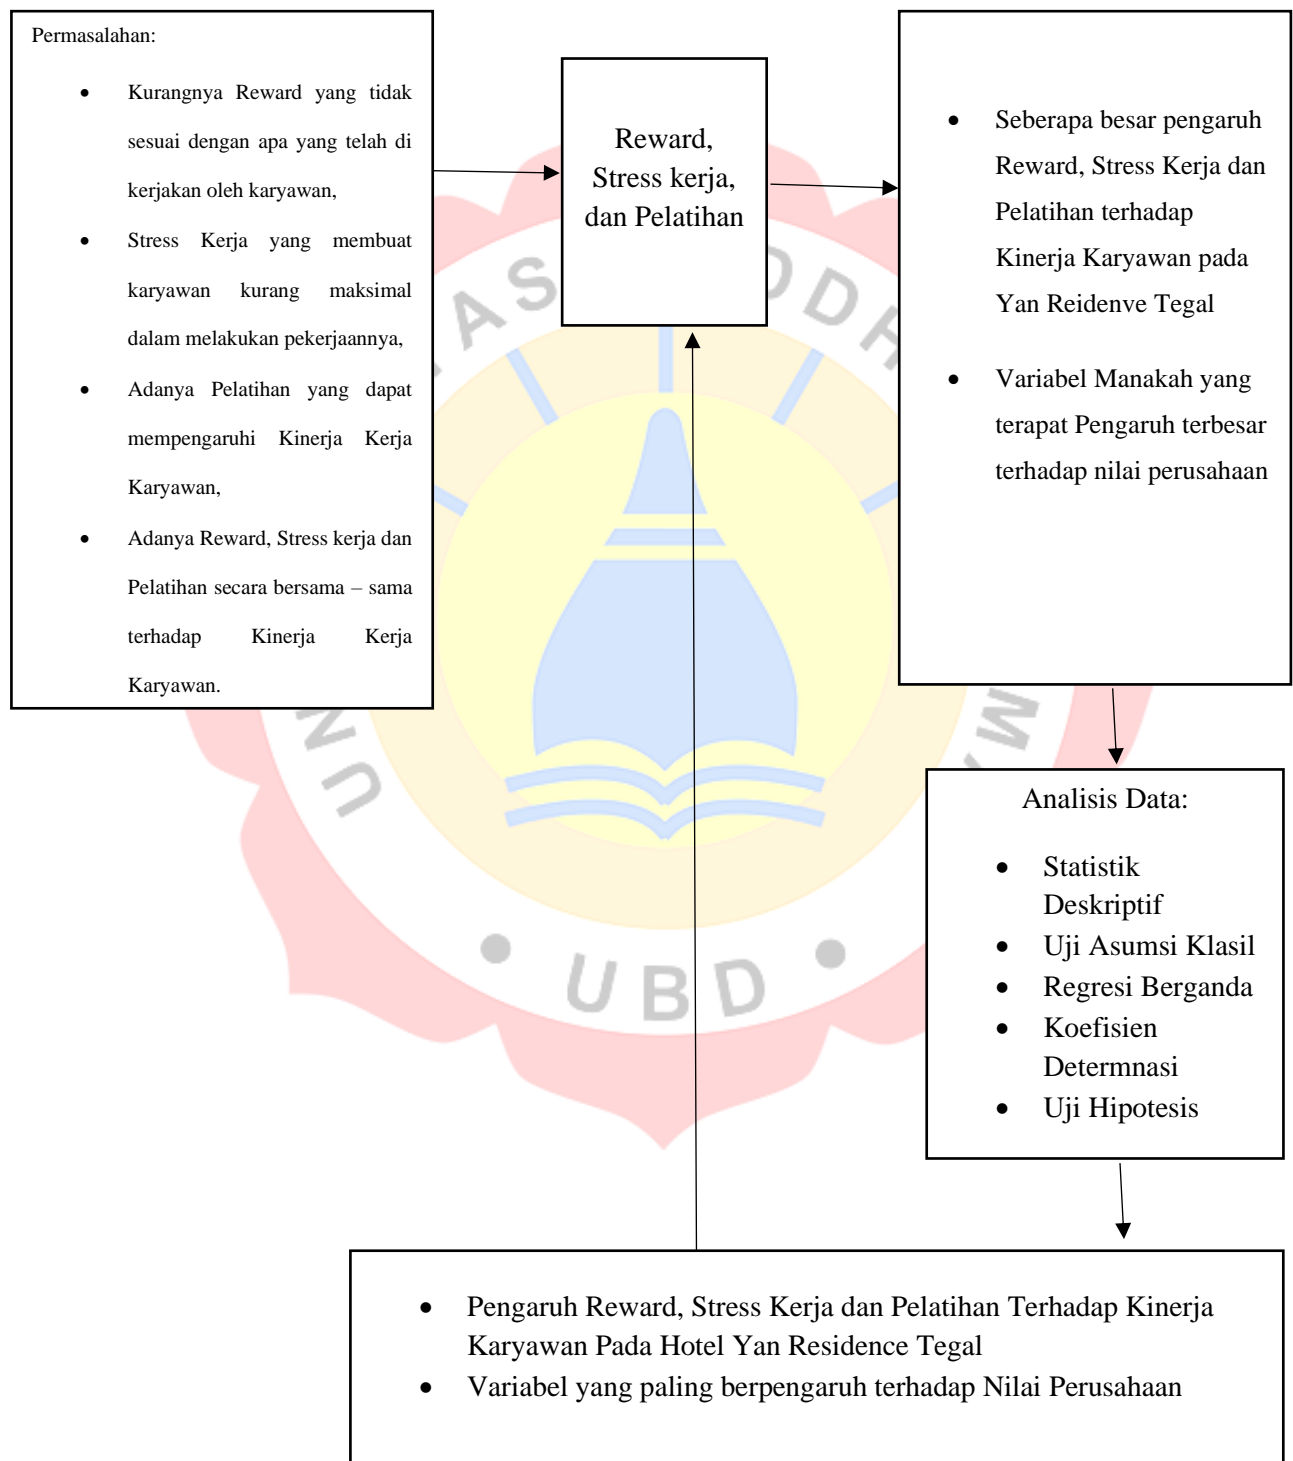 Permasalahan:
• Kurangnya Reward yang tidak
sesuai dengan apa yang telah di
kerjakan oleh karyawan,
• Stress Kerja yang membuat
karyawan kurang maksimal
dalam melakukan pekerjaannya,
• Adanya Pelatihan yang dapat
mempengaruhi Kinerja Kerja
Karyawan,
• Adanya Reward, Stress kerja dan
Pelatihan secara bersama – sama
terhadap Kinerja Kerja
Karyawan.
Reward,
Stress kerja,
dan Pelatihan
• Seberapa besar pengaruh
Reward, Stress Kerja dan
Pelatihan terhadap
Kinerja Karyawan pada
Yan Reidenve Tegal
• Variabel Manakah yang
terapat Pengaruh terbesar
terhadap nilai perusahaan
Analisis Data:
• Statistik
Deskriptif
• Uji Asumsi Klasil
• Regresi Berganda
• Koefisien
Determnasi
• Uji Hipotesis
• Pengaruh Reward, Stress Kerja dan Pelatihan Terhadap Kinerja
Karyawan Pada Hotel Yan Residence Tegal
• Variabel yang paling berpengaruh terhadap Nilai Perusahaan
• UBD •